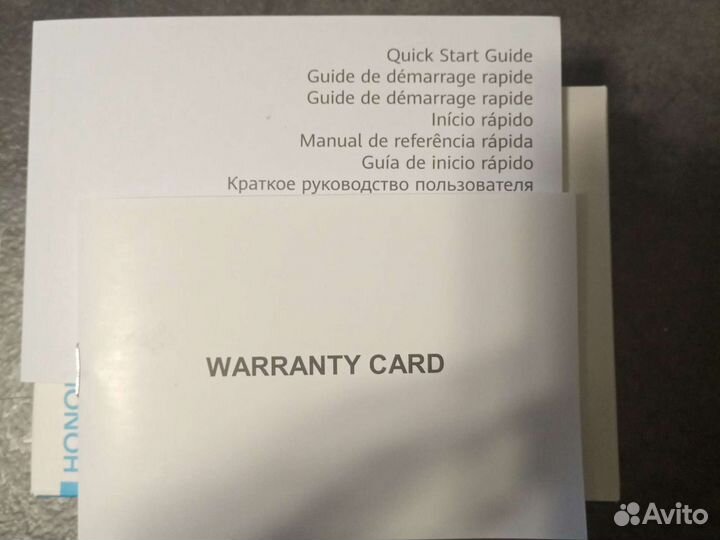 Quick Start Guide
Guide de démarrage rapide
Guide de démarrage rapide
Início rápido
Manual de referência rápida
Guía de inicio rápido
Краткое руководство пользователя
WARRANTY CARD
HONO
Avito